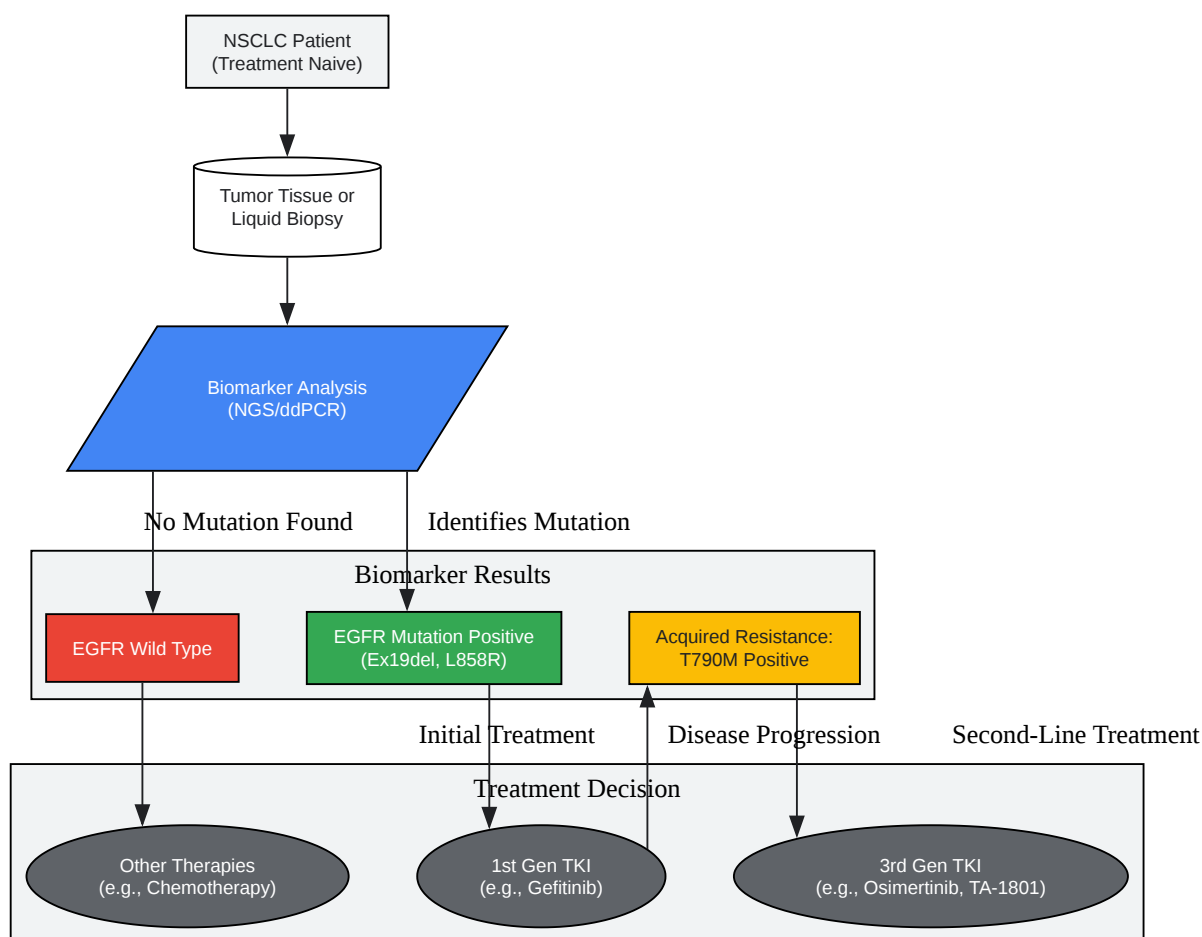 NSCLC Patient
(Treatment Naive)
Tumor Tissue or
Liquid Biopsy
Biomarker Analysis
(NGS/ddPCR)
No Mutation Found
Identifies Mutation
Biomarker Results
EGFR Wild Type
EGFR Mutation Positive
(Ex19del, L858R)
Acquired Resistance:
T790M Positive
Initial Treatment
Disease Progression
Second-Line Treatment
Treatment Decision
Other Therapies
(e.g., Chemotherapy)
1st Gen TKI
(e.g., Gefitinib)
3rd Gen TKI
(e.g., Osimertinib, TA-1801)